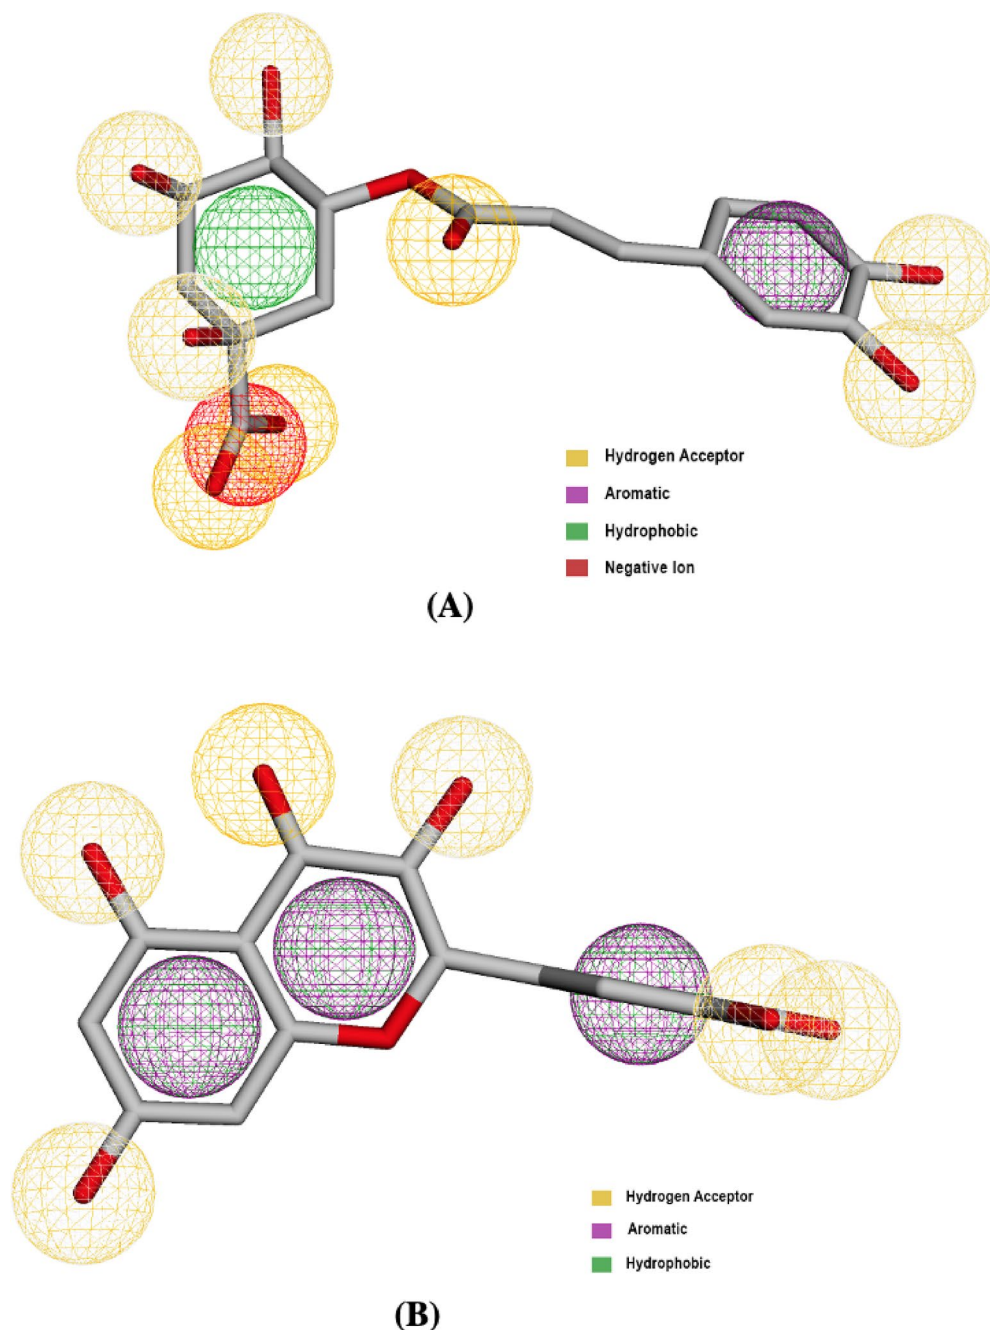 Hydrogen Acceptor
Aromatic
Hydrophobic
Negative Ion
(A)
Hydrogen Acceptor
Aromatic
Hydrophobic
(B)